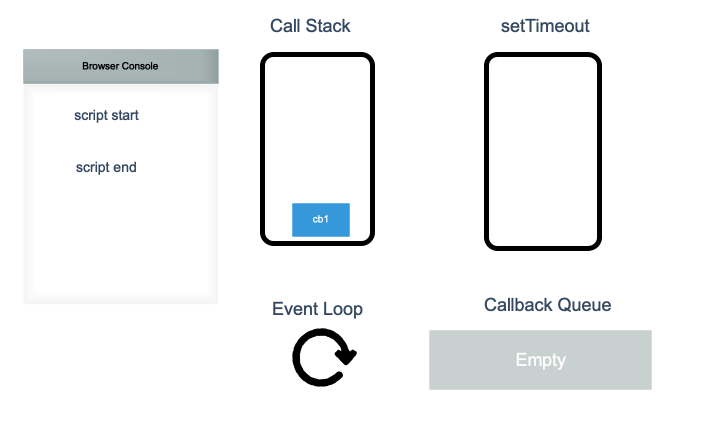 Call Stack
setTimeout
Browser Console
script start
script end
cb1
Event Loop
Callback Queue
Empty